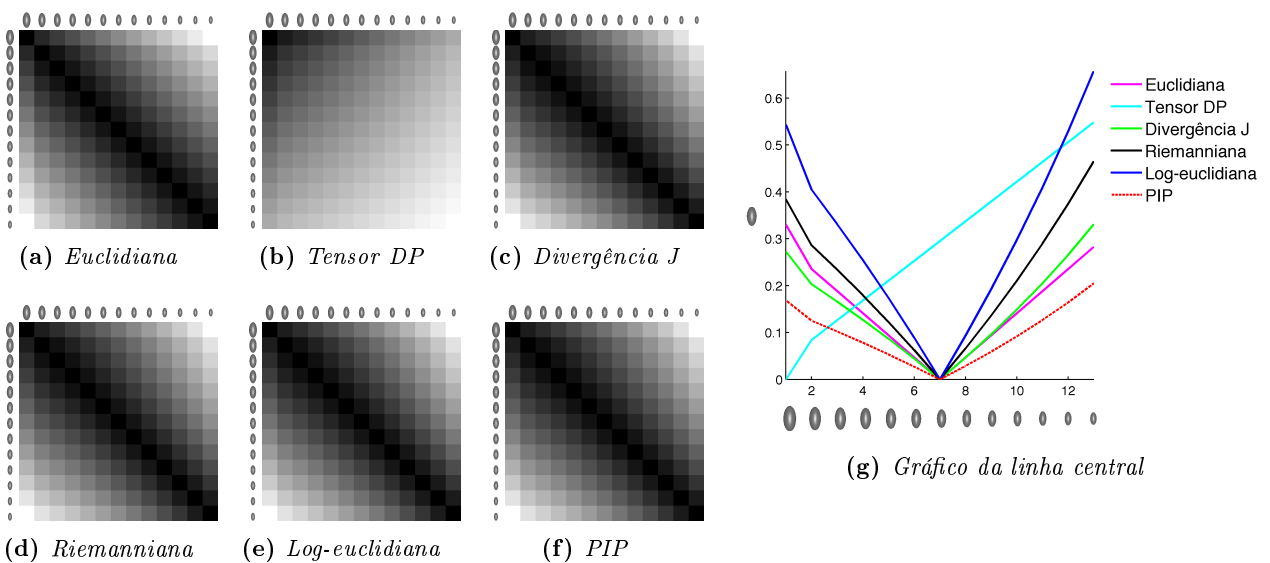 (a) Euclidiana
(b) Tensor DP
(c) Divergência J
(d) Riemanniana
(e) Log-euclidiana
(f) PIP
0.6
0.5
0.4
0.3
0.2
0.1
0
2 4 6 8 10 12
Euclidiana
Tensor DP
Divergência J
Riemanniana
Log-euclidiana
PIP
(g) Gráfico da linha central